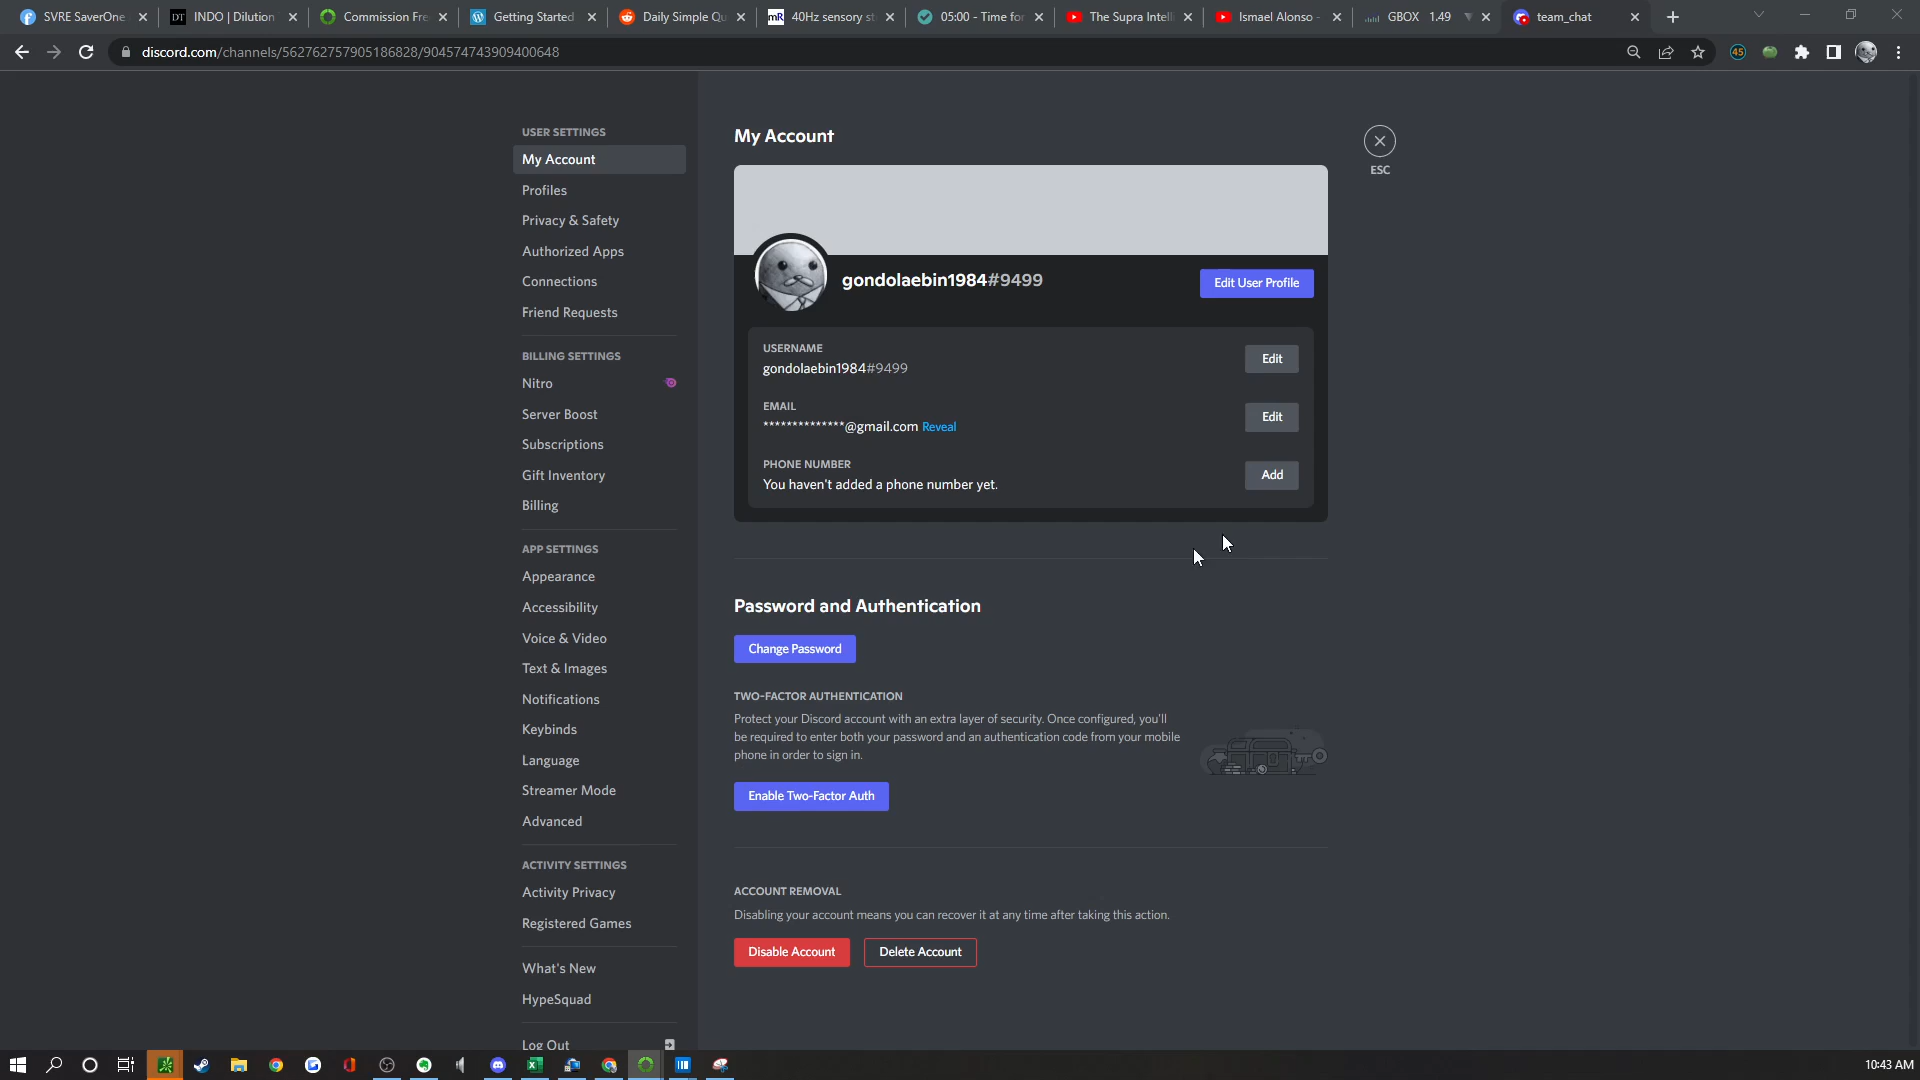 SVRE SaverOne
INDO | Dilution
Commission Fre
Getting Started
Daily Simple Qu
40Hz sensory st
05:00 - Time for
The Supra Intell
Ismael Alonso -
GBOX 1.49
team_chat
discord.com/channels/562762757905186828/904574743909400648
45
USER SETTINGS
My Account
Profiles
Privacy & Safety
Authorized Apps
Connections
Friend Requests
BILLING SETTINGS
Nitro
Server Boost
Subscriptions
Gift Inventory
Billing
APP SETTINGS
Appearance
Accessibility
Voice & Video
Text & Images
Notifications
Keybinds
Language
Streamer Mode
Advanced
ACTIVITY SETTINGS
Activity Privacy
Registered Games
What's New
HypeSquad
Log Out
My Account
ESC
gondolaebin1984#9499
Edit User Profile
USERNAME
gondolaebin1984#9499
Edit
EMAIL
**************@gmail.com Reveal
Edit
PHONE NUMBER
You haven't added a phone number yet.
Add
Password and Authentication
Change Password
TWO-FACTOR AUTHENTICATION
Protect your Discord account with an extra layer of security. Once configured, you'll
be required to enter both your password and an authentication code from your mobile
phone in order to sign in.
Enable Two-Factor Auth
ACCOUNT REMOVAL
Disabling your account means you can recover it at any time after taking this action.
Disable Account
Delete Account
10:43 AM